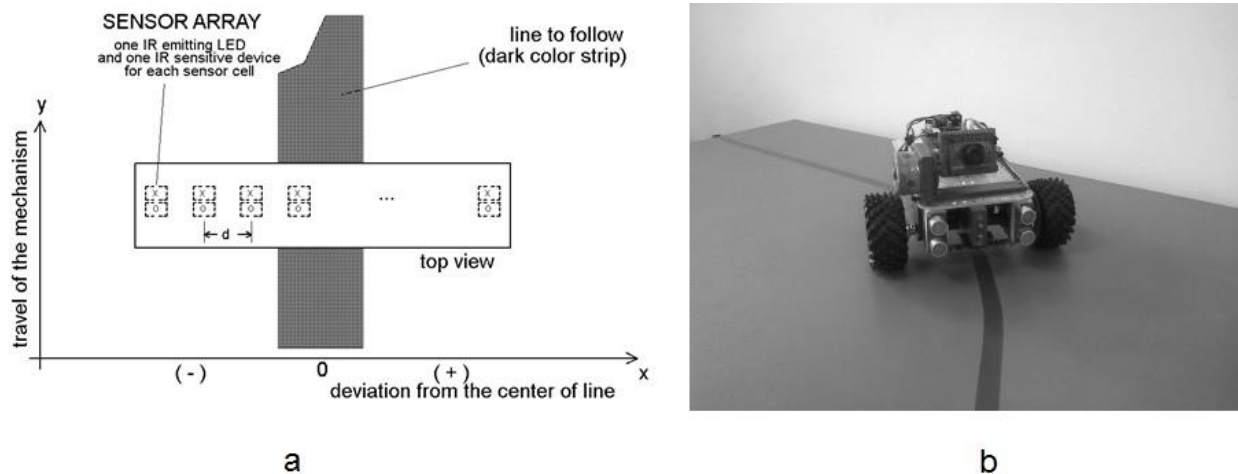 SENSOR ARRAY
one IR emitting LED
and one IR sensitive device
for each sensor cell
line to follow
(dark color strip)
y
travel of the mechanism
X X X X X
O O O O O
...
d
top view
(-) 0 (+) x
deviation from the center of line
a b